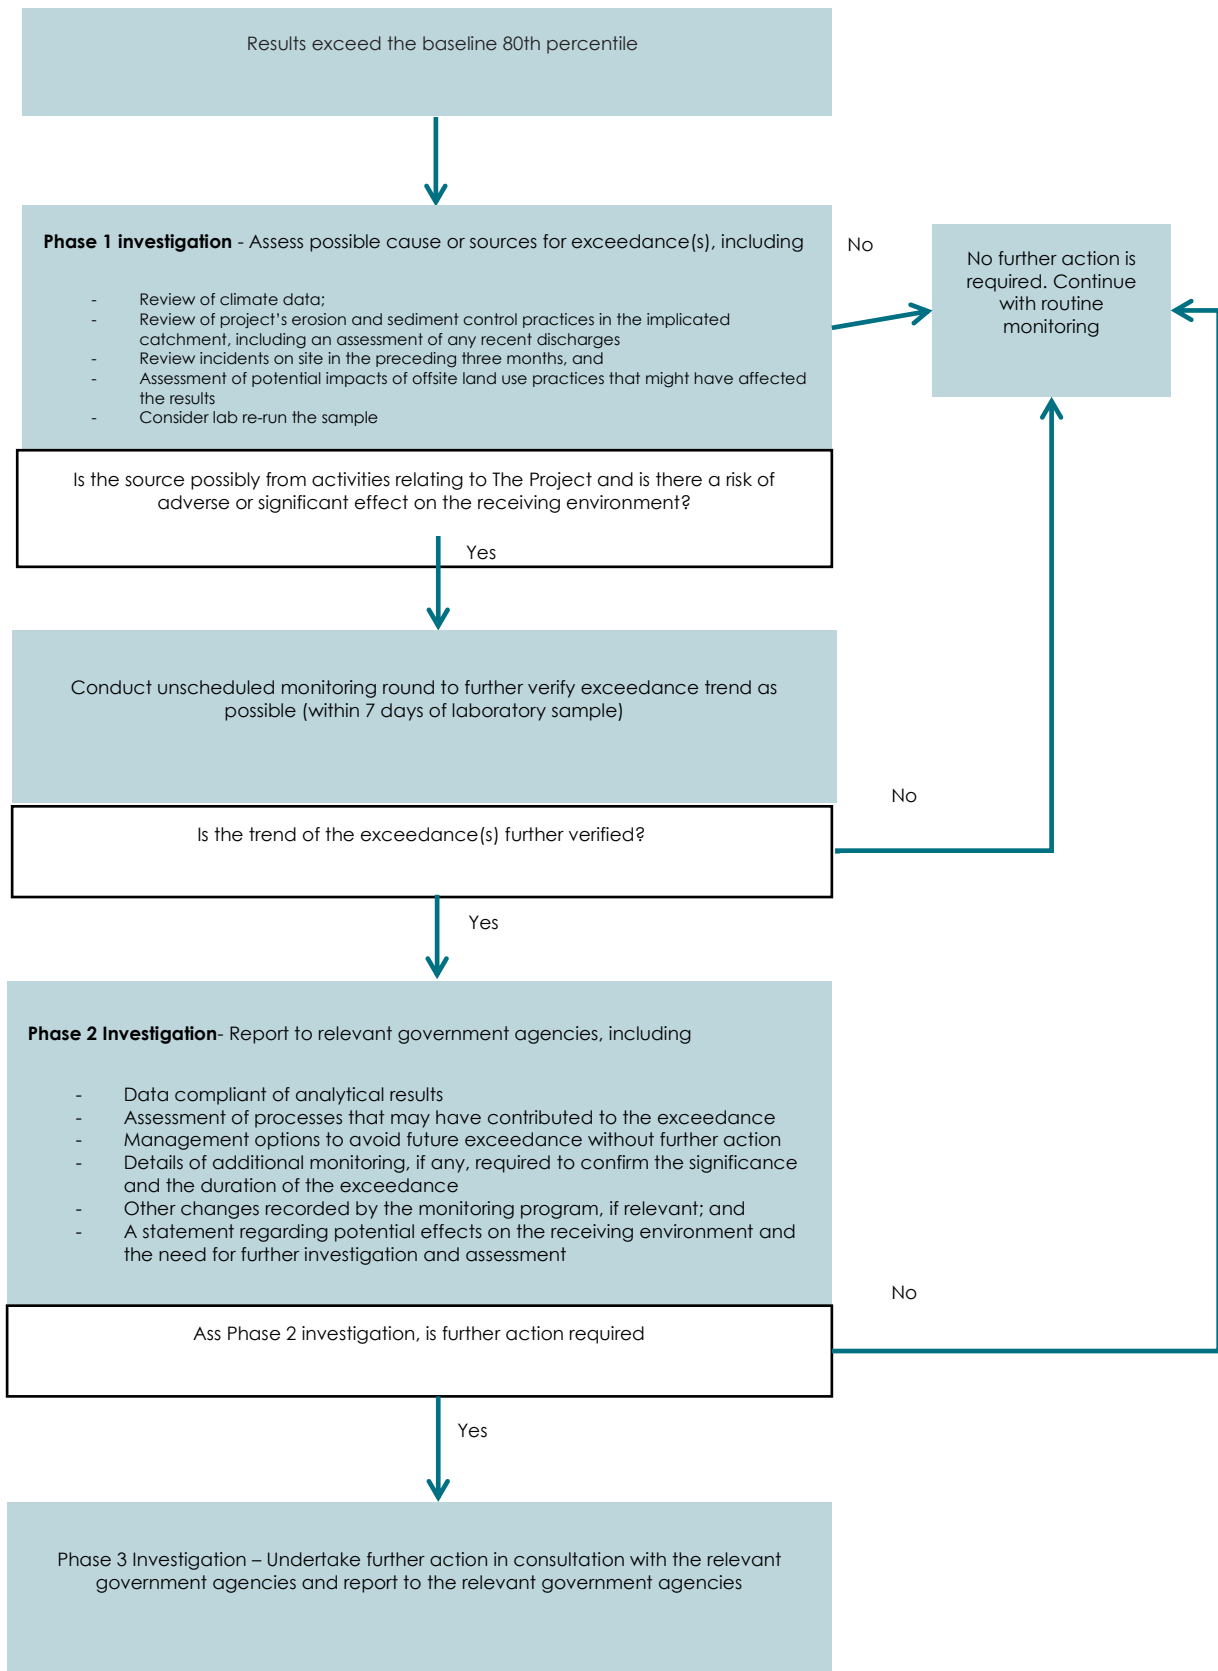 Results exceed the baseline 80th percentile
Phase 1 investigation - Assess possible cause or sources for exceedance(s), including
- Review of climate data;
- Review of project's erosion and sediment control practices in the implicated
catchment, including an assessment of any recent discharges
- Review incidents on site in the preceding three months, and
- Assessment of potential impacts of offsite land use practices that might have affected
the results
- Consider lab re-run the sample
No
No further action is
required. Continue
with routine
monitoring
Is the source possibly from activities relating to The Project and is there a risk of
adverse or significant effect on the receiving environment?
Yes
Conduct unscheduled monitoring round to further verify exceedance trend as
possible (within 7 days of laboratory sample)
No
Is the trend of the exceedance(s) further verified?
Yes
Phase 2 Investigation- Report to relevant government agencies, including
- Data compliant of analytical results
- Assessment of processes that may have contributed to the exceedance
- Management options to avoid future exceedance without further action
- Details of additional monitoring, if any, required to confirm the significance
and the duration of the exceedance
- Other changes recorded by the monitoring program, if relevant; and
- A statement regarding potential effects on the receiving environment and
the need for further investigation and assessment
No
Ass Phase 2 investigation, is further action required
Yes
Phase 3 Investigation – Undertake further action in consultation with the relevant
government agencies and report to the relevant government agencies